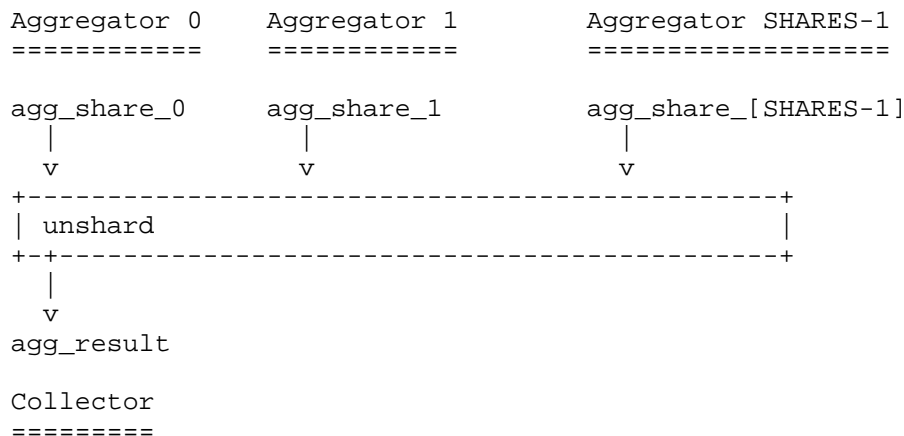 Aggregator 0    Aggregator 1        Aggregator SHARES-1
============    ============        ===================
agg_share_0     agg_share_1         agg_share_[SHARES-1]
  |               |                   |
  v               v                   v
+-----------------------------------------------+
| unshard                                       |
+-+---------------------------------------------+
  |
  v
agg_result
Collector
=========